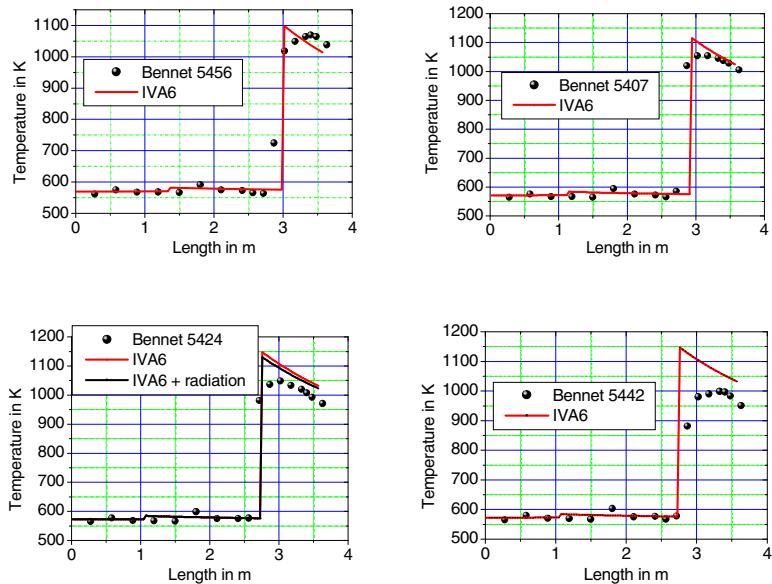 1100
1000
900
800
700
600
500
Temperature in K
Bennet 5456
IVA6
0 1 2 3 4
Length in m
1200
1100
1000
900
800
700
600
500
Temperature in K
Bennet 5407
IVA6
0 1 2 3 4
Length in m
1200
1100
1000
900
800
700
600
500
Temperature in K
Bennet 5424
IVA6
IVA6 + radiation
0 1 2 3 4
Length in m
1200
1100
1000
900
800
700
600
500
Temperature in K
Bennet 5442
IVA6
0 1 2 3 4
Length in m